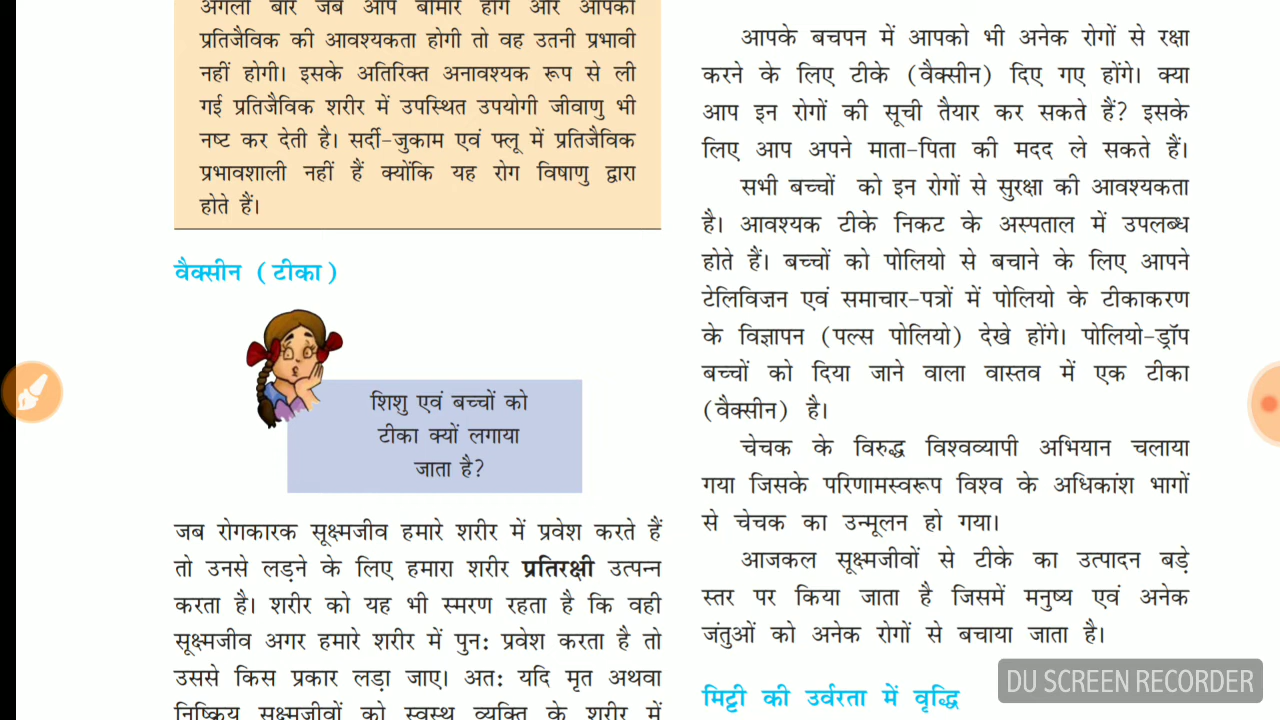 अगली बार जब आप बीमार होंगे और आपको
प्रतिजैविक की आवश्यकता होगी तो वह उतनी प्रभावी
नहीं होगी। इसके अतिरिक्त अनावश्यक रूप से ली
गई प्रतिजैविक शरीर में उपस्थित उपयोगी जीवाणु भी
नष्ट कर देती है। सर्दी-जुकाम एवं फ्लू में प्रतिजैविक
प्रभावशाली नहीं हैं क्योंकि यह रोग विषाणु द्वारा
होते हैं।
वैक्सीन (टीका)
शिशु एवं बच्चों को
टीका क्यों लगाया
जाता है?
जब रोगकारक सूक्ष्मजीव हमारे शरीर में प्रवेश करते हैं
तो उनसे लड़ने के लिए हमारा शरीर प्रतिरक्षी उत्पन्न
करता है। शरीर को यह भी स्मरण रहता है कि वही
सूक्ष्मजीव अगर हमारे शरीर में पुनः प्रवेश करता है तो
उससे किस प्रकार लड़ा जाए। अतः यदि मृत अथवा
निष्क्रिय सूक्ष्मजीवों को स्वस्थ व्यक्ति के शरीर में
आपके बचपन में आपको भी अनेक रोगों से रक्षा
करने के लिए टीके (वैक्सीन) दिए गए होंगे। क्या
आप इन रोगों की सूची तैयार कर सकते हैं? इसके
लिए आप अपने माता-पिता की मदद ले सकते हैं।
सभी बच्चों को इन रोगों से सुरक्षा की आवश्यकता
है। आवश्यक टीके निकट के अस्पताल में उपलब्ध
होते हैं। बच्चों को पोलियो से बचाने के लिए आपने
टेलिविज़न एवं समाचार-पत्रों में पोलियो के टीकाकरण
के विज्ञापन (पल्स पोलियो) देखे होंगे। पोलियो-ड्रॉप
बच्चों को दिया जाने वाला वास्तव में एक टीका
(वैक्सीन) है।
चेचक के विरुद्ध विश्वव्यापी अभियान चलाया
गया जिसके परिणामस्वरूप विश्व के अधिकांश भागों
से चेचक का उन्मूलन हो गया।
आजकल सूक्ष्मजीवों से टीके का उत्पादन बड़े
स्तर पर किया जाता है जिसमें मनुष्य एवं अनेक
जंतुओं को अनेक रोगों से बचाया जाता है।
मिट्टी की उर्वरता में वृद्धि
DU SCREEN RECORDER